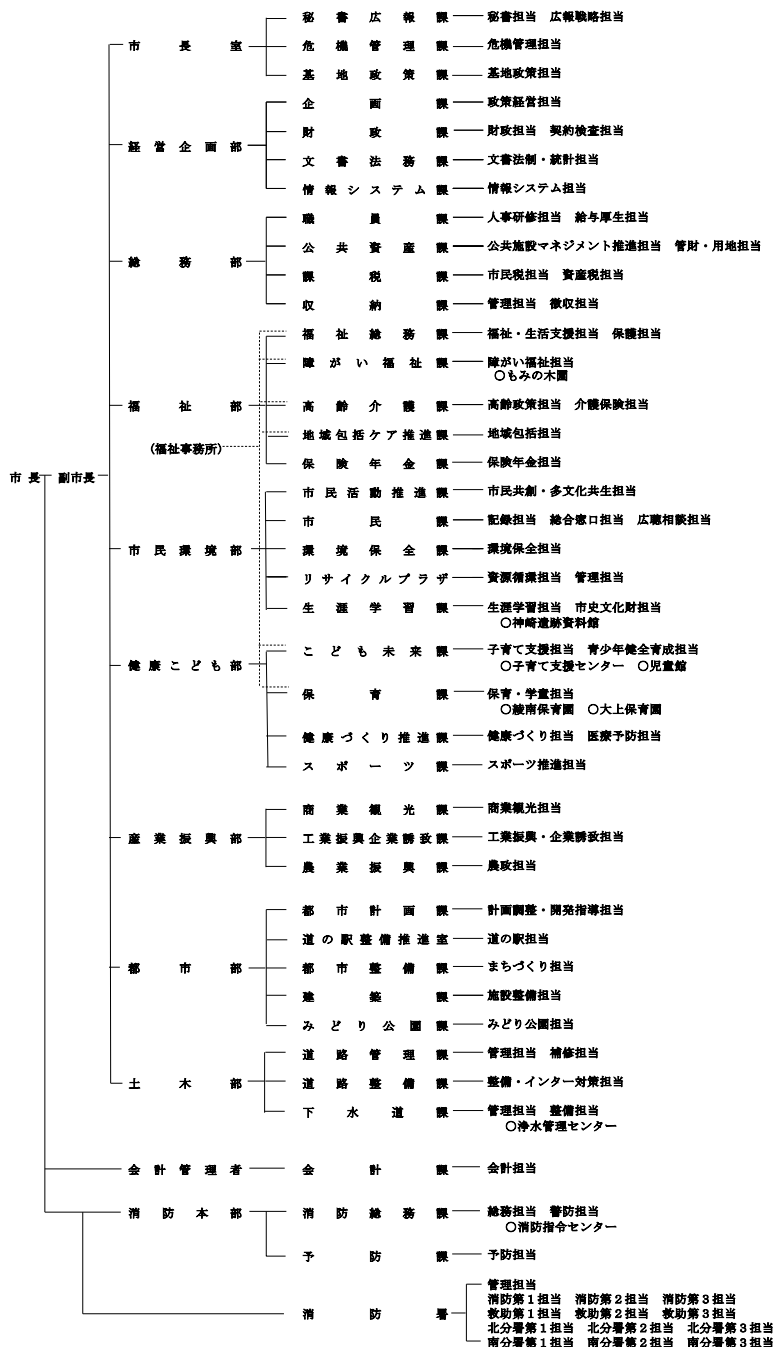 秘書広報課 秘書担当 広報戦略担当
市長室 危機管理課 危機管理担当
基地政策課 基地政策担当
企画課 政策経営担当
経営企画部 財政課 財政担当 契約検査担当
文書法務課 文書法制・統計担当
情報システム課 情報システム担当
職員課 人事研修担当 給与厚生担当
総務部 公共資産課 公共施設マネジメント推進担当 管財・用地担当
課税課 市民税担当 資産税担当
収納課 管理担当 徴収担当
福祉総務課 福祉・生活支援担当 保護担当
障がい福祉課 障がい福祉担当
○もみの木園
福祉部 高齢介護課 高齢政策担当 介護保険担当
(福祉事務所) 地域包括ケア推進課 地域包括担当
保険年金課 保険年金担当
市長 副市長
市民活動推進課 市民共創・多文化共生担当
市民課 記録担当 総合窓口担当 広聴相談担当
市民環境部 環境保全課 環境保全担当
リサイクルプラザ 資源循環担当 管理担当
生涯学習課 生涯学習担当 市史文化財担当
○神崎遺跡資料館
こども未来課 子育て支援担当 青少年健全育成担当
健康こども部 ○子育て支援センター ○児童館
保育課 保育・学童担当
○綾南保育園 ○大上保育園
健康づくり推進課 健康づくり担当 医療予防担当
スポーツ課 スポーツ推進担当
商業観光課 商業観光担当
産業振興部 工業振興企業誘致課 工業振興・企業誘致担当
農業振興課 農政担当
都市計画課 計画調整・開発指導担当
道の駅整備推進室 道の駅担当
都市部 都市整備課 まちづくり担当
建築課 施設整備担当
みどり公園課 みどり公園担当
道路管理課 管理担当 補修担当
土木部 道路整備課 整備・インター対策担当
下水道課 管理担当 整備担当
○浄水管理センター
会計管理者 会計課 会計担当
消防本部 消防総務課 総務担当 警防担当
○消防指令センター
予防課 予防担当
管理担当
消防第1担当 消防第2担当 消防第3担当
消防署 救助第1担当 救助第2担当 救助第3担当
北分署第1担当 北分署第2担当 北分署第3担当
南分署第1担当 南分署第2担当 南分署第3担当